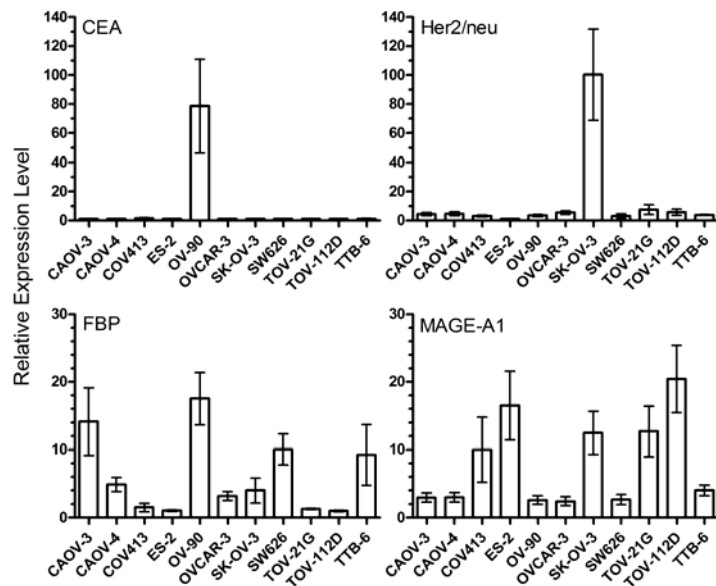 CEA
140
120
100
80
60
40
20
0
CAOV-3
CAOV-4
COV413
ES-2
OV-90
OVCAR-3
SK-OV-3
SW626
TOV-21G
TOV-112D
TTB-6
Her2/neu
140
120
100
80
60
40
20
0
CAOV-3
CAOV-4
COV413
ES-2
OV-90
OVCAR-3
SK-OV-3
SW626
TOV-21G
TOV-112D
TTB-6
Relative Expression Level
FBP
30
20
10
0
CAOV-3
CAOV-4
COV413
ES-2
OV-90
OVCAR-3
SK-OV-3
SW626
TOV-21G
TOV-112D
TTB-6
MAGE-A1
30
20
10
0
CAOV-3
CAOV-4
COV413
ES-2
OV-90
OVCAR-3
SK-OV-3
SW626
TOV-21G
TOV-112D
TTB-6